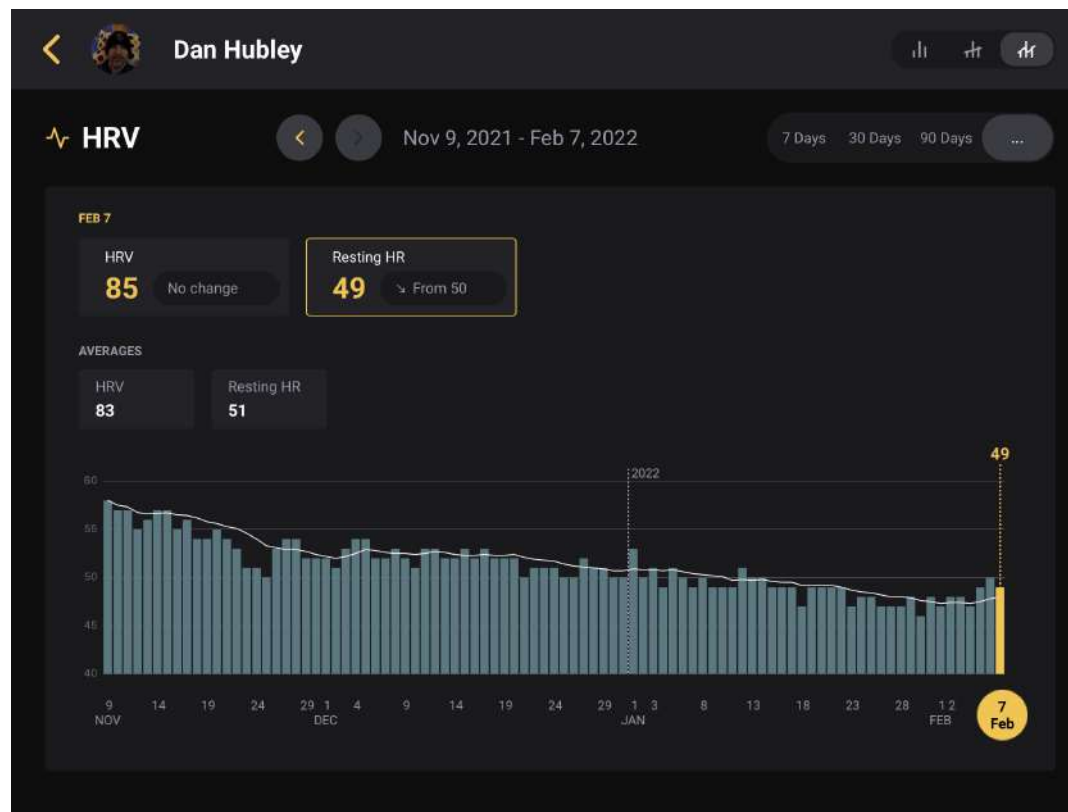 Dan Hubley
HRV
Nov 9, 2021 - Feb 7, 2022
7 Days 30 Days 90 Days ...
FEB 7
HRV
85 No change
Resting HR
49 ↘ From 50
AVERAGES
HRV
83
Resting HR
51
49
2022
60
55
50
45
40
9 14 19 24 29 1 4 9 14 19 24 29 1 3 8 13 18 23 28 1 2 7
NOV DEC JAN FEB Feb